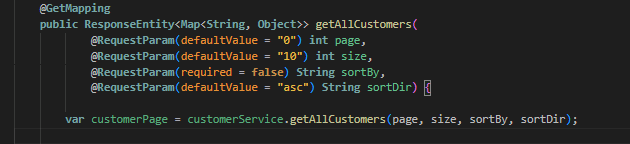 @GetMapping
public ResponseEntity<Map<String, Object>> getAllCustomers(
@RequestParam(defaultValue = "0") int page,
@RequestParam(defaultValue = "10") int size,
@RequestParam(required = false) String sortBy,
@RequestParam(defaultValue = "asc") String sortDir) {
var customerPage = customerService.getAllCustomers(page, size, sortBy, sortDir);